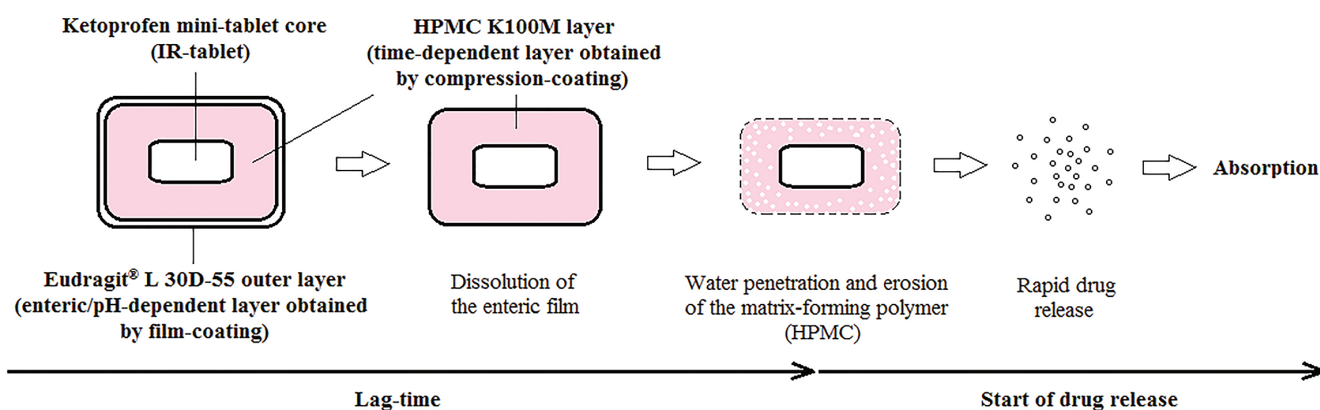 Ketoprofen mini-tablet core
(IR-tablet)
HPMC K100M layer
(time-dependent layer obtained
by compression-coating)
Absorption
Eudragit® L 30D-55 outer layer
(enteric/pH-dependent layer obtained
by film-coating)
Dissolution of
the enteric film
Water penetration and erosion
of the matrix-forming polymer
(HPMC)
Rapid drug
release
Lag-time
Start of drug release